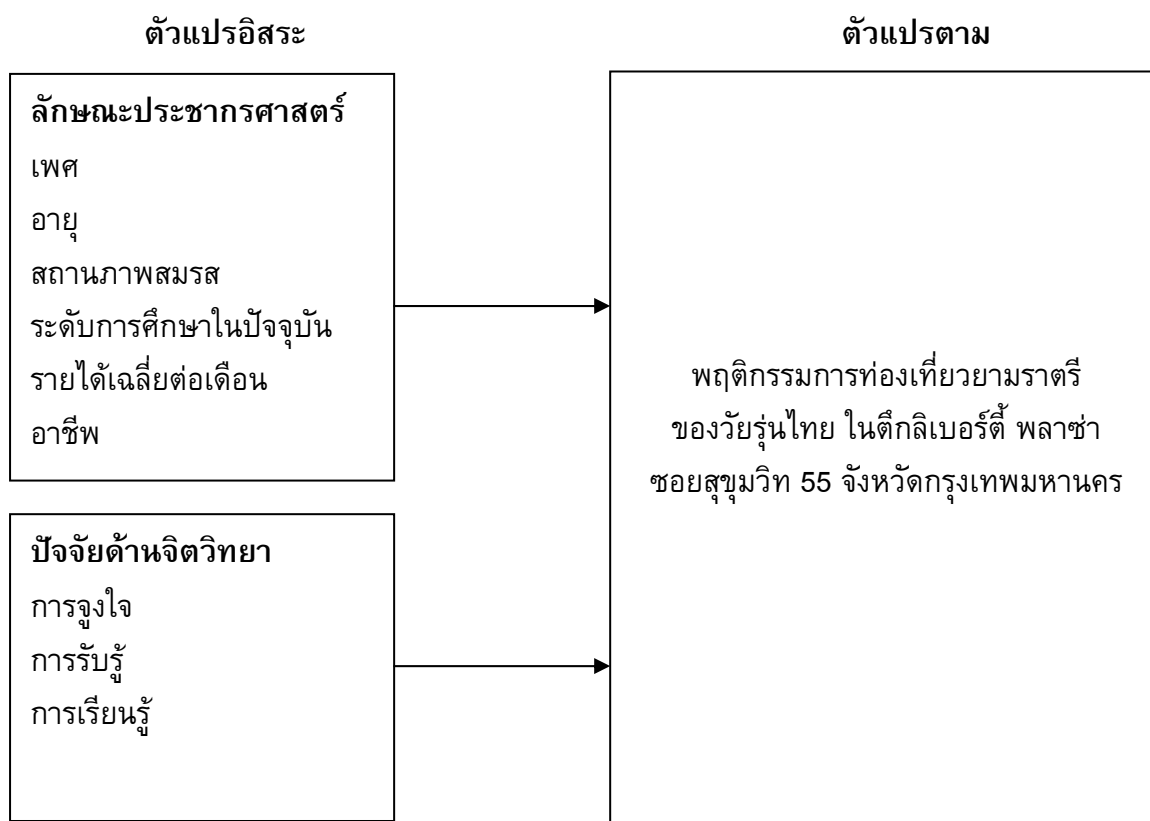 ตัวแปรอิสระ
ตัวแปรตาม
ลักษณะประชากรศาสตร์
เพศ
อายุ
สถานภาพสมรส
ระดับการศึกษาในปัจจุบัน
รายได้เฉลี่ยต่อเดือน
อาชีพ
ปัจจัยด้านจิตวิทยา
การจูงใจ
การรับรู้
การเรียนรู้
พฤติกรรมการท่องเที่ยวยามราตรี
ของวัยรุ่นไทย ในตึกลิเบอร์ตี้ พลาซ่า
ซอยสุขุมวิท 55 จังหวัดกรุงเทพมหานคร